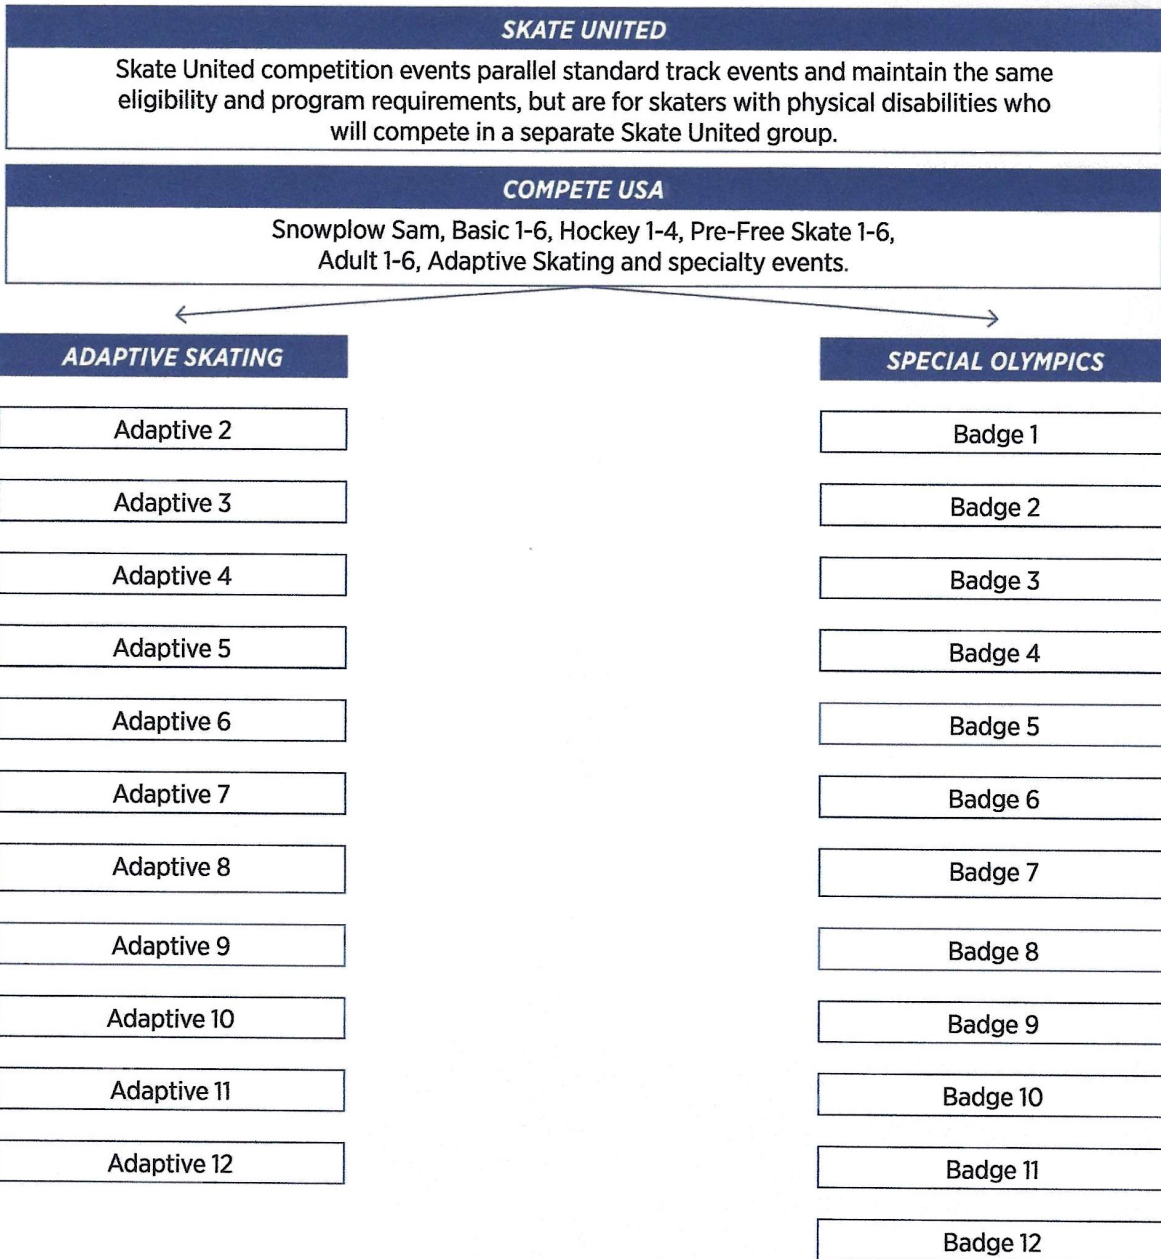 SKATE UNITED
Skate United competition events parallel standard track events and maintain the same
eligibility and program requirements, but are for skaters with physical disabilities who
will compete in a separate Skate United group.
COMPETE USA
Snowplow Sam, Basic 1-6, Hockey 1-4, Pre-Free Skate 1-6,
Adult 1-6, Adaptive Skating and specialty events.
ADAPTIVE SKATING
Adaptive 2
Adaptive 3
Adaptive 4
Adaptive 5
Adaptive 6
Adaptive 7
Adaptive 8
Adaptive 9
Adaptive 10
Adaptive 11
Adaptive 12
SPECIAL OLYMPICS
Badge 1
Badge 2
Badge 3
Badge 4
Badge 5
Badge 6
Badge 7
Badge 8
Badge 9
Badge 10
Badge 11
Badge 12